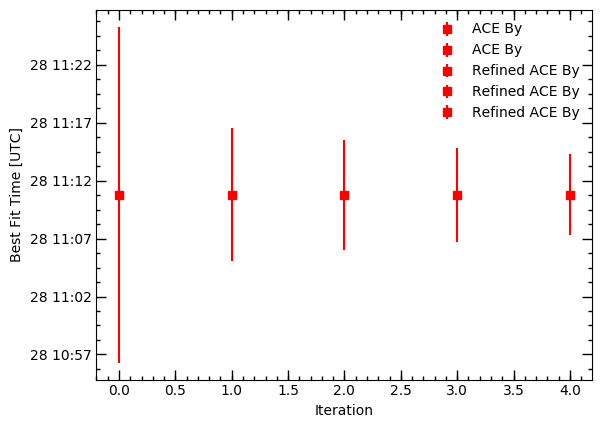 ACE By
ACE By
Refined ACE By
Refined ACE By
Refined ACE By
Best Fit Time [UTC]
28 11:22
28 11:17
28 11:12
28 11:07
28 11:02
28 10:57
0.0 0.5 1.0 1.5 2.0 2.5 3.0 3.5 4.0
Iteration